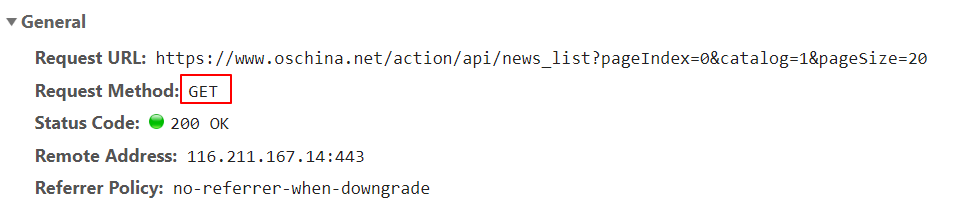 General
Request URL: https://www.oschina.net/action/api/news_list?pageIndex=0&catalog=1&pageSize=20
Request Method: GET
Status Code: 200 OK
Remote Address: 116.211.167.14:443
Referrer Policy: no-referrer-when-downgrade